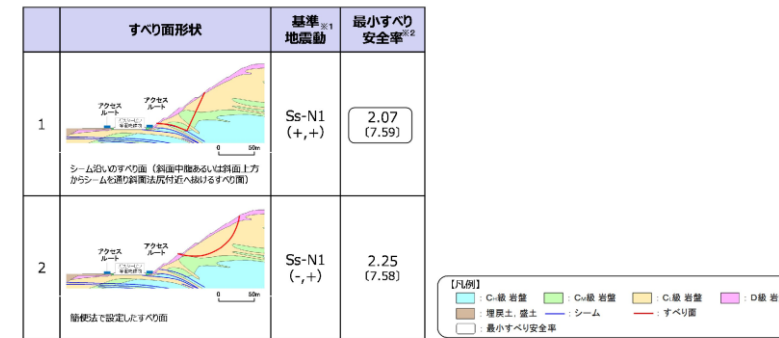 すべり面形状
基準※1
地震動
最小すべり
安全率※2
1
アクセス
ルート
アクセス
ルート
0 50m
シーム沿いのすべり面（斜面中腹あるいは斜面上方
からシームを通り斜面法尻付近へ抜けるすべり面）
Ss-N1
(+,+)
2.07
〔7.59〕
2
アクセス
ルート
アクセス
ルート
0 50m
簡便法で設定したすべり面
Ss-N1
(-,+)
2.25
〔7.58〕
【凡例】
：CH級 岩盤 ：CM級 岩盤 ：CL級 岩盤 ：D級 岩
：埋戻土，盛土 ：シーム ：すべり面
：最小すべり安全率